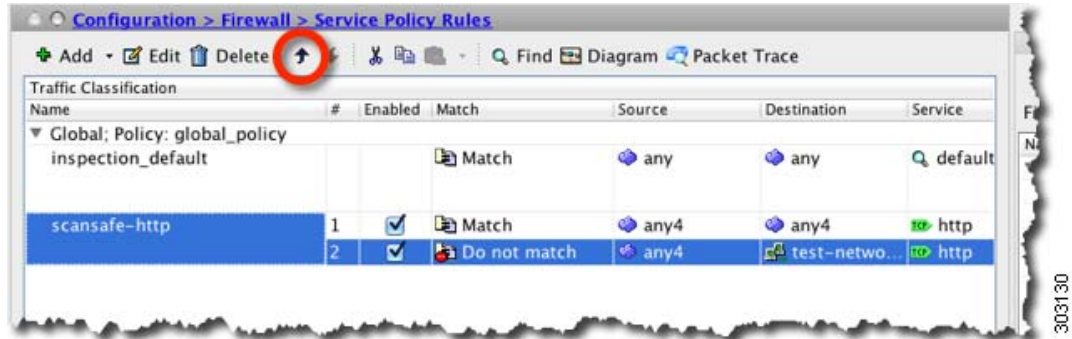 Configuration > Firewall > Service Policy Rules
Add Edit Delete Find Diagram Packet Trace
Traffic Classification
Name # Enabled Match Source Destination Service
Global; Policy: global_policy
inspection_default Match any any default
scansafe-http 1 Match any4 any4 http
2 Do not match any4 test-netwo... http
303130